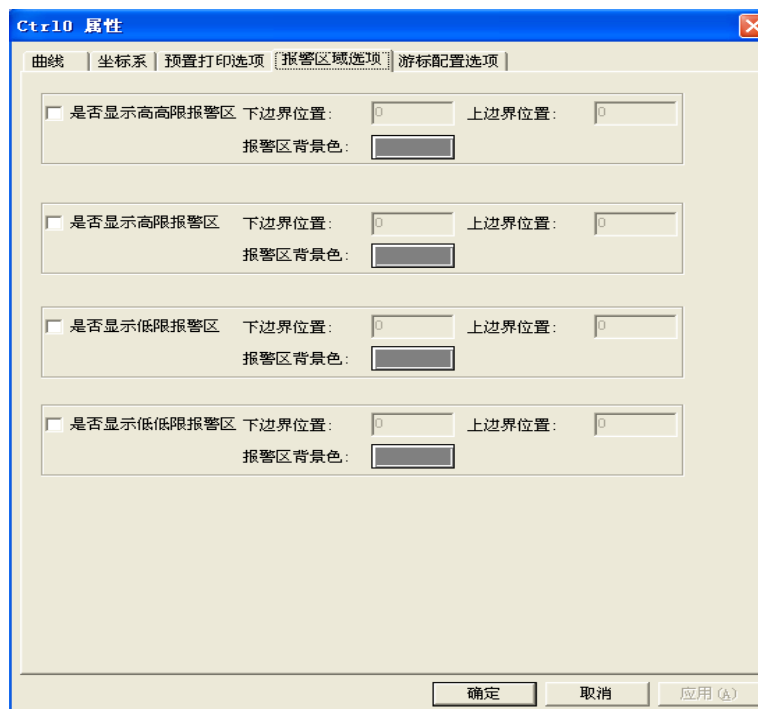 Ctrl0 属性
曲线 坐标系 预置打印选项 报警区域选项 游标配置选项
是否显示高高限报警区 下边界位置: 0 上边界位置: 0
报警区背景色:
是否显示高限报警区 下边界位置: 0 上边界位置: 0
报警区背景色:
是否显示低限报警区 下边界位置: 0 上边界位置: 0
报警区背景色:
是否显示低低限报警区 下边界位置: 0 上边界位置: 0
报警区背景色:
确定 取消 应用(A)